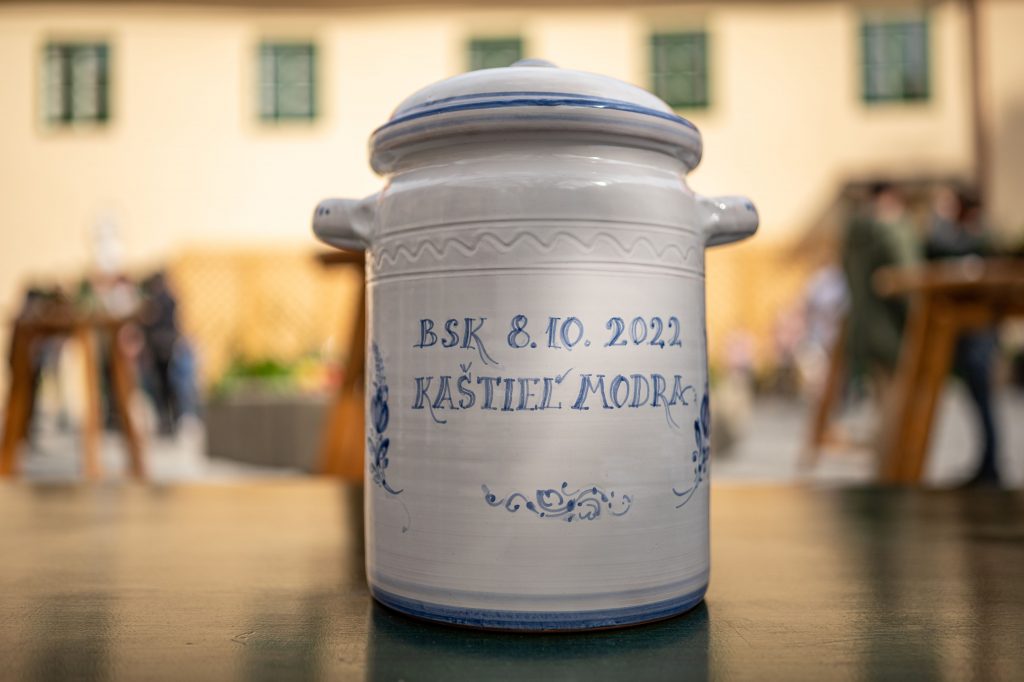 BSK 8.10.2022
KAŠTIEĽ MODRA